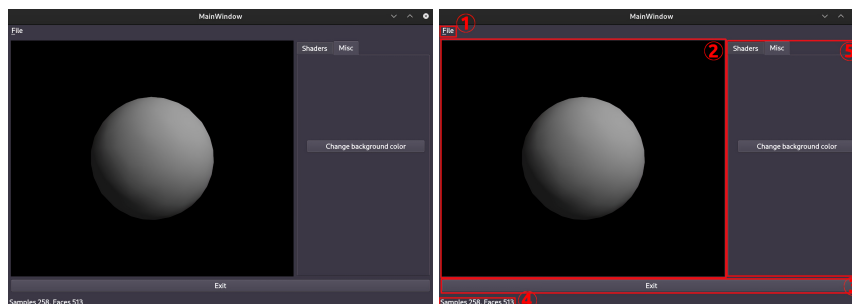 MainWindow
File
Shaders Misc
Change background color
Exit
Samples 258, Faces 513
MainWindow
File
①
②
Shaders Misc
⑤
Change background color
Exit
Samples 258, Faces 513
④